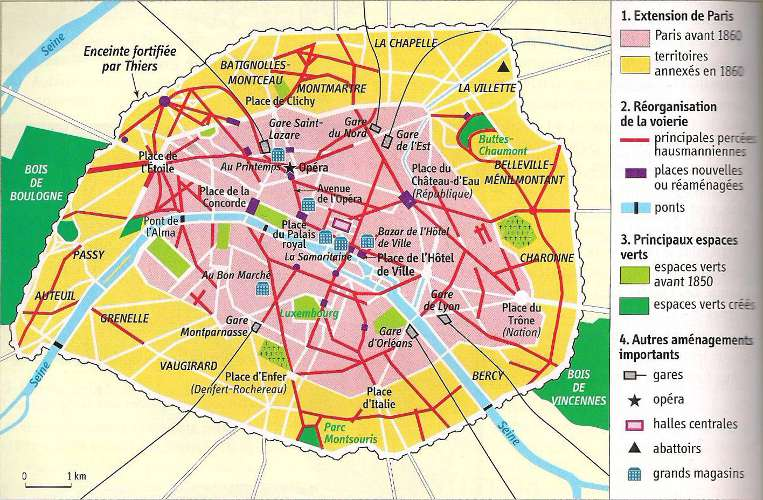 Seine
Enceinte fortifiée
par Thiers
LA CHAPELLE
BATIGNOLLES-
MONTCEAU
MONTMARTRE
LA VILLETTE
Place de Clichy
Gare Saint-
Lazare
Gare
du Nord
Gare
de l'Est
Buttes-
Chaumont
BELLEVILLE-
MÉNILMONTANT
BOIS
DE
BOULOGNE
Place de
l'Étoile
Au Printemps
Opéra
Place du
Château-d'Eau
(République)
Place de la
Concorde
Avenue
de l'Opéra
Pont de
l'Alma
Place
du Palais
royal
Bazar de l'Hôtel
de Ville
La Samaritaine
Place de l'Hôtel
de Ville
CHARONNE
PASSY
Au Bon Marché
AUTEUIL
GRENELLE
Luxembourg
Gare
de Lyon
Place du
Trône
(Nation)
Gare
Montparnasse
Gare
d'Orléans
VAUGIRARD
Place d'Enfer
(Denfert-Rochereau)
Place
d'Italie
BERCY
BOIS
DE
VINCENNES
Seine
Parc
Montsouris
Seine
0 1 km
1. Extension de Paris
Paris avant 1860
territoires
annexés en 1860
2. Réorganisation
de la voierie
principales percées
hausmanniennes
places nouvelles
ou réaménagées
ponts
3. Principaux espaces
verts
espaces verts
avant 1850
espaces verts créés
4. Autres aménagements
importants
gares
opéra
halles centrales
abattoirs
grands magasins